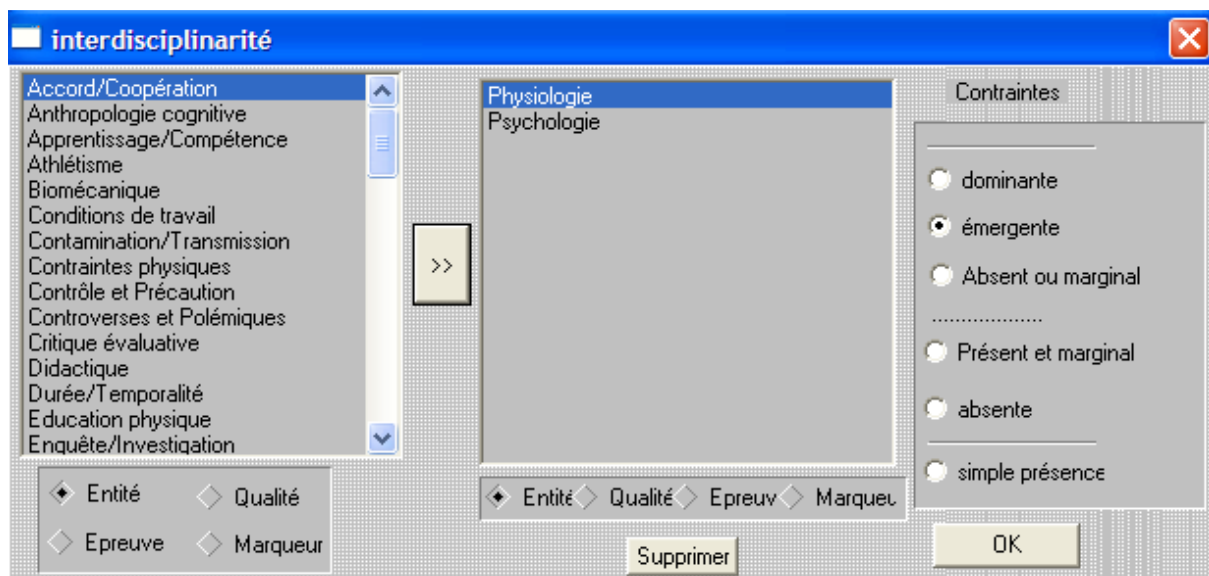 interdisciplinarité
Accord/Coopération
Anthropologie cognitive
Apprentissage/Compétence
Athlétisme
Biomécanique
Conditions de travail
Contamination/Transmission
Contraintes physiques
Contrôle et Précaution
Controverses et Polémiques
Critique évaluative
Didactique
Durée/Temporalité
Education physique
Enquête/Investigation
Entité Qualité
Epreuve Marqueur
>>
Physiologie
Psychologie
Entité Qualité Epreuv Marqueu
Supprimer
Contraintes
dominante
émergente
Absent ou marginal
...................
Présent et marginal
absente
simple présence
OK